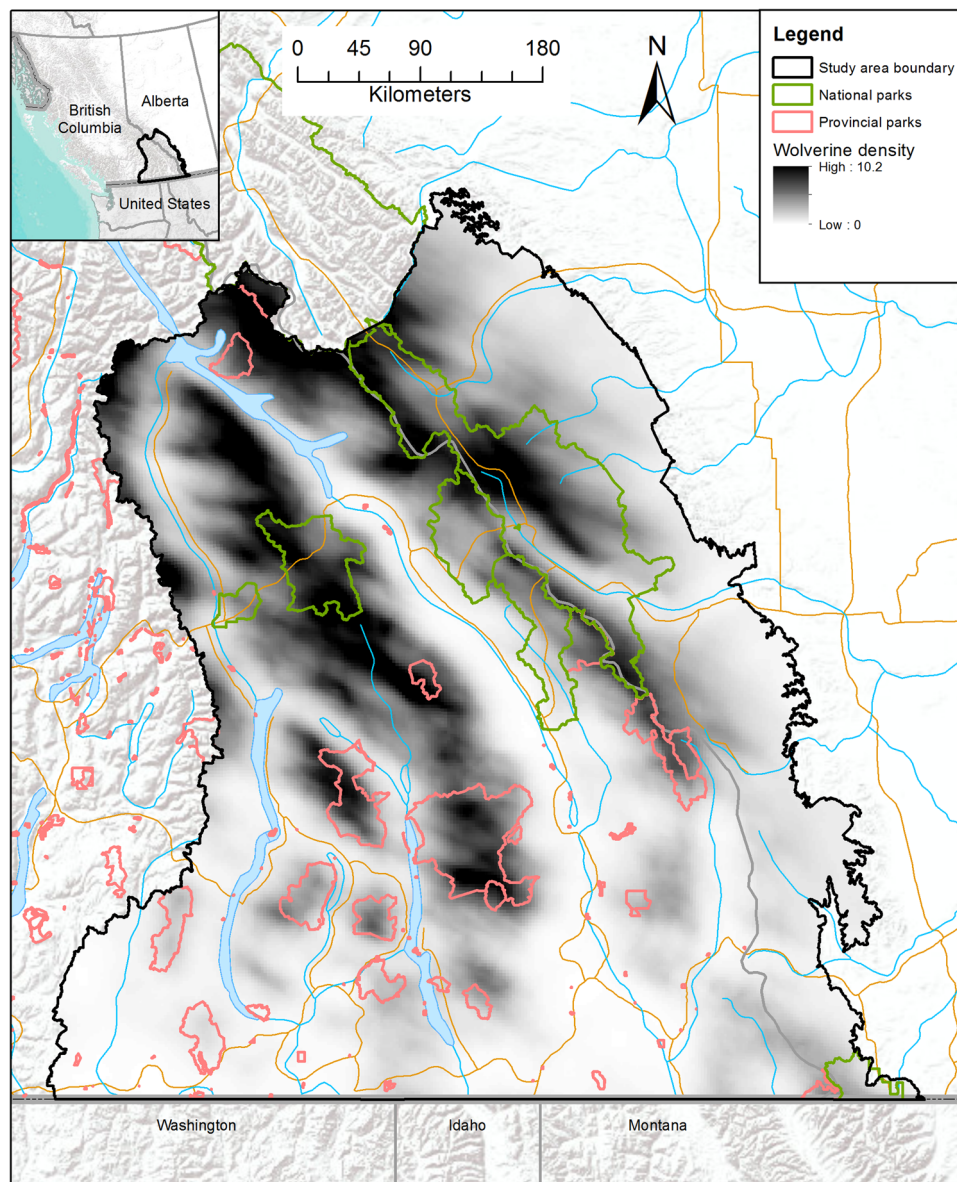 0 45 90 180
Kilometers
N
Legend
Study area boundary
National parks
Provincial parks
Wolverine density
High : 10.2
Low : 0
Alberta
British
Columbia
United States
Washington
Idaho
Montana